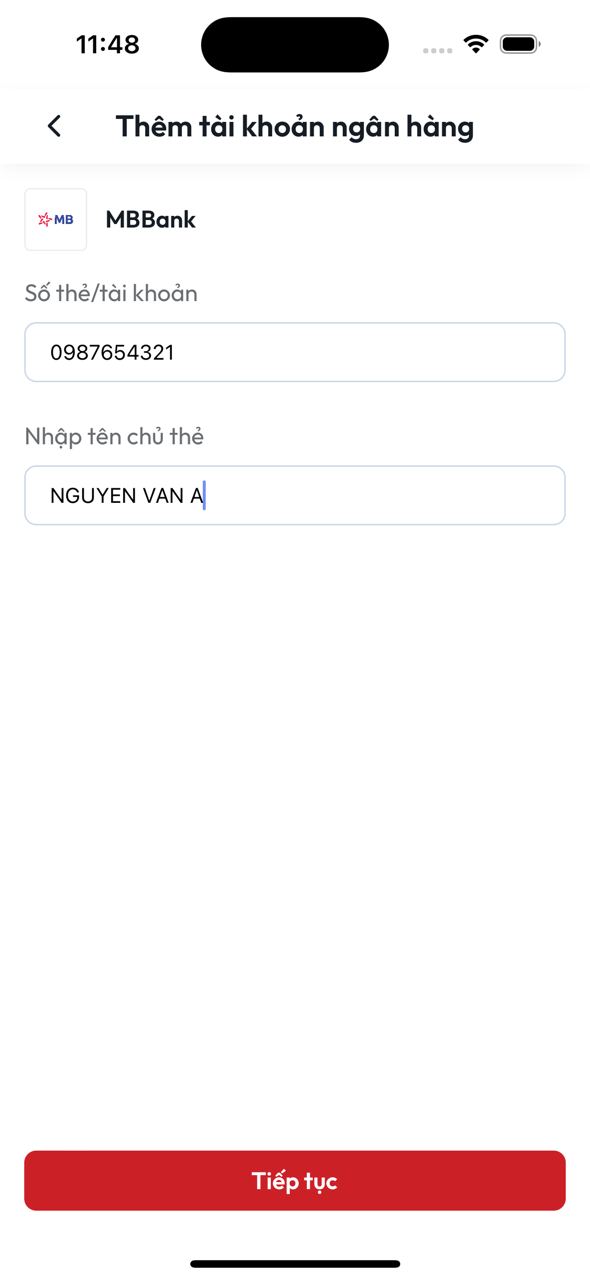 11:48
Thêm tài khoản ngân hàng
MB
MBBank
Số thẻ/tài khoản
0987654321
Nhập tên chủ thẻ
NGUYEN VAN A
Tiếp tục